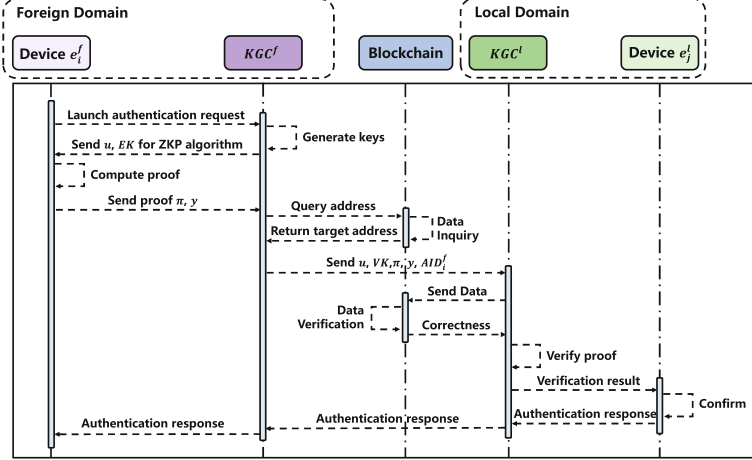 Foreign Domain
Local Domain
Device e_i^f
KGC^f
Blockchain
KGC^l
Device e_j^l
Launch authentication request
Generate keys
Send u, EK for ZKP algorithm
Compute proof
Send proof π, y
Query address
Data
Inquiry
Return target address
Send u, VK,π, y, AID_i^f
Send Data
Data
Verification
Correctness
Verify proof
Verification result
Confirm
Authentication response
Authentication response
Authentication response